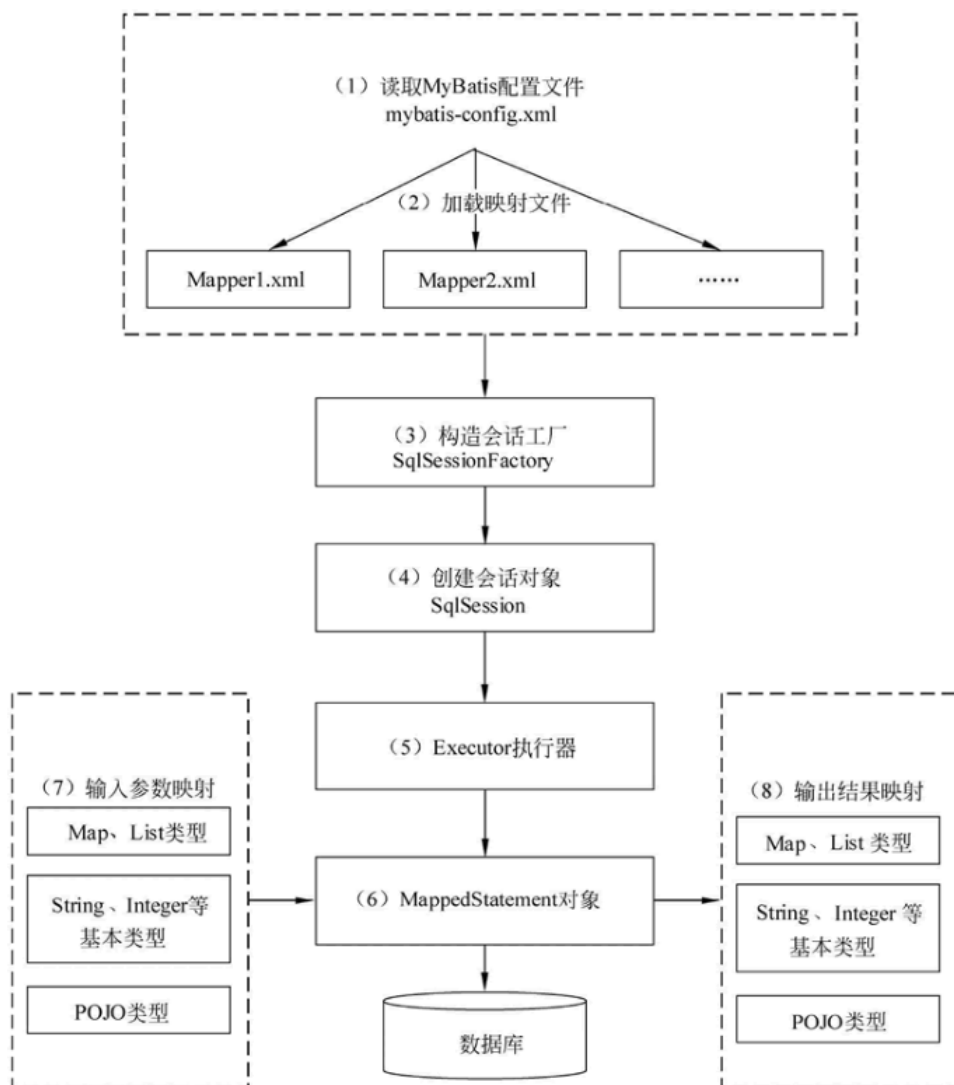 （1）读取MyBatis配置文件
mybatis-config.xml
（2）加载映射文件
Mapper1.xml
Mapper2.xml
……
（3）构造会话工厂
SqlSessionFactory
（4）创建会话对象
SqlSession
（5）Executor执行器
（7）输入参数映射
Map、List类型
String、Integer等
基本类型
POJO类型
（6）MappedStatement对象
（8）输出结果映射
Map、List 类型
String、Integer 等
基本类型
POJO类型
数据库